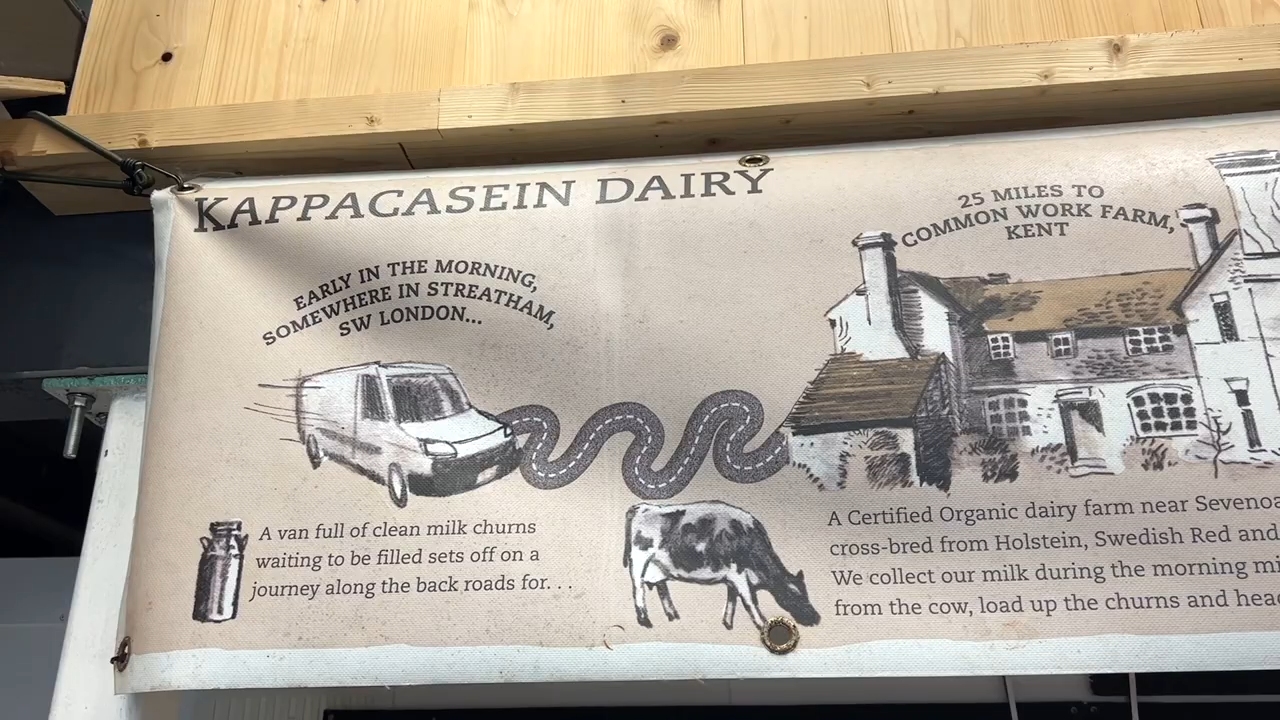 KAPPACASEIN DAIRY
EARLY IN THE MORNING,
SOMEWHERE IN STREATHAM,
SW LONDON...
25 MILES TO
COMMON WORK FARM,
KENT
A van full of clean milk churns
waiting to be filled sets off on a
journey along the back roads for. . .
A Certified Organic dairy farm near
cross-bred from Holstein, Swedish Red and
We collect our milk during the morning
from the cow, load up the churns and